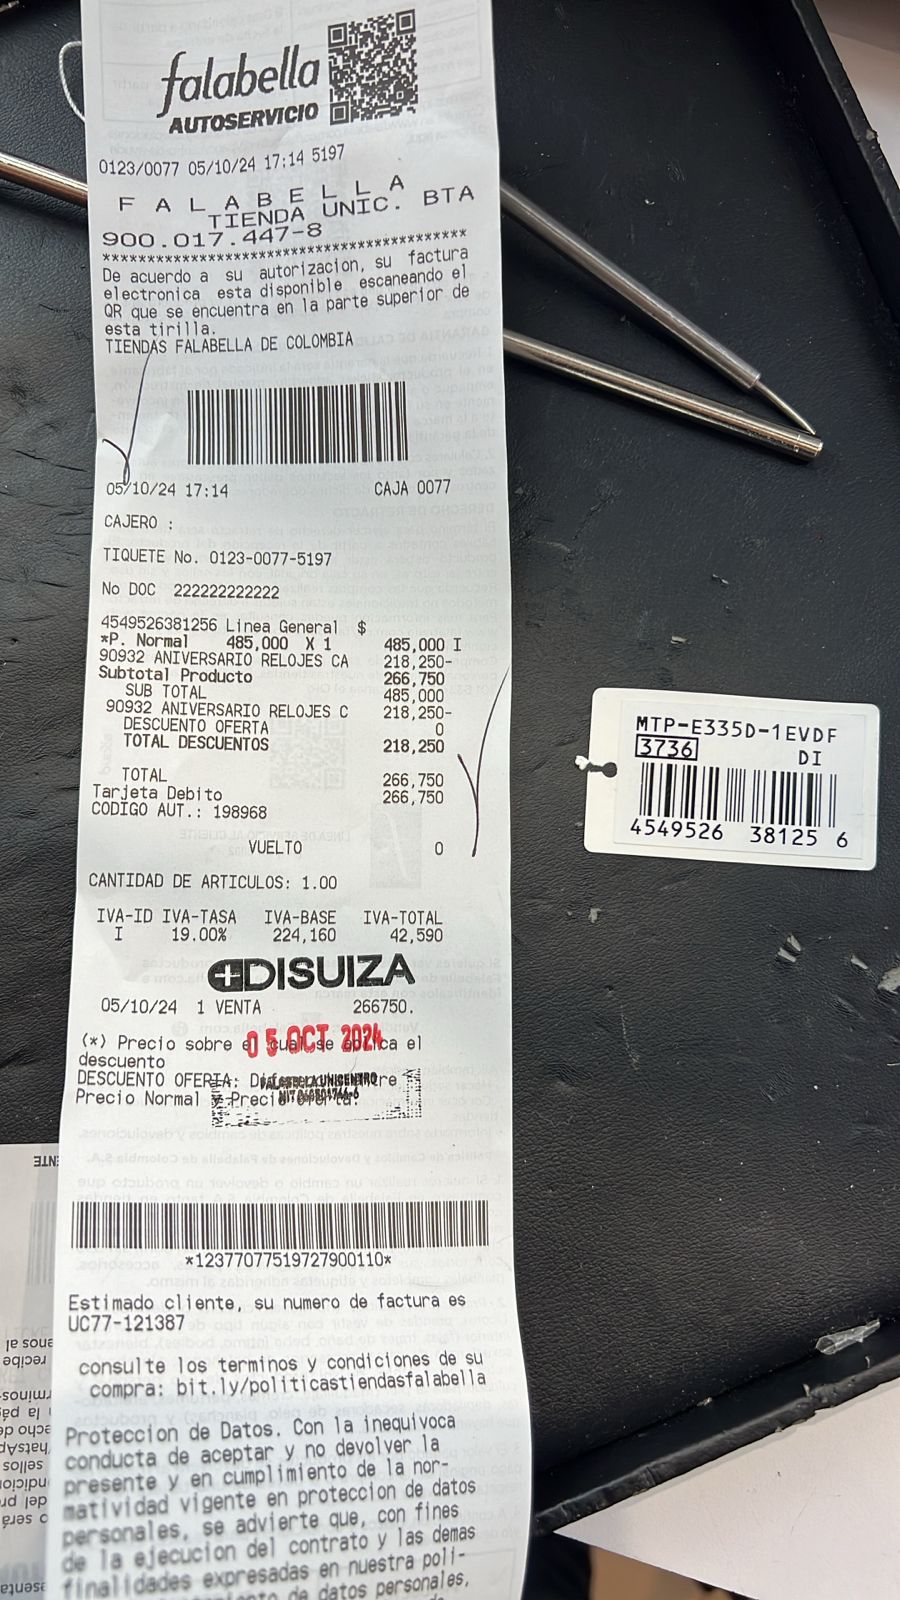 falabella
AUTOSERVICIO
0123/0077 05/10/24 17:14 5197
F A L A B E L L A
TIENDA UNIC. BTA
900.017.447-8
****************************************
De acuerdo a su autorizacion, su factura
electronica esta disponible escaneando el
QR que se encuentra en la parte superior de
esta tirilla.
TIENDAS FALABELLA DE COLOMBIA
05/10/24 17:14 CAJA 0077
CAJERO :
TIQUETE No. 0123-0077-5197
No DOC 222222222222
4549526381256 Linea General $
*P. Normal 485,000 X 1 485,000 I
90932 ANIVERSARIO RELOJES CA 218,250-
Subtotal Producto 266,750
SUB TOTAL 485,000
90932 ANIVERSARIO RELOJES C 218,250-
DESCUENTO OFERTA 0
TOTAL DESCUENTOS 218,250
TOTAL 266,750
Tarjeta Debito 266,750
CODIGO AUT.: 198968
VUELTO 0
CANTIDAD DE ARTICULOS: 1.00
IVA-ID IVA-TASA IVA-BASE IVA-TOTAL
I 19.00% 224,160 42,590
DISUIZA
05/10/24 1 VENTA 266750.
05 OCT 2024
(*) Precio sobre el cual se aplica el
descuento
DESCUENTO OFERTA: Diferencia entre
Precio Normal y Precio Oferta.
FALABELLA UNICENTRO
*12377077519727900110*
Estimado cliente, su numero de factura es
UC77-121387
consulte los terminos y condiciones de su
compra: bit.ly/politicastiendasfalabella
Proteccion de Datos. Con la inequivoca
conducta de aceptar y no devolver la
presente y en cumplimiento de la nor-
matividad vigente en proteccion de datos
personales, se advierte que, con fines
de la ejecucion del contrato y las demas
finalidades expresadas en nuestra poli-
de datos personales,
MTP-E335D-1EVDF
3736 DI
4549526 38125 6